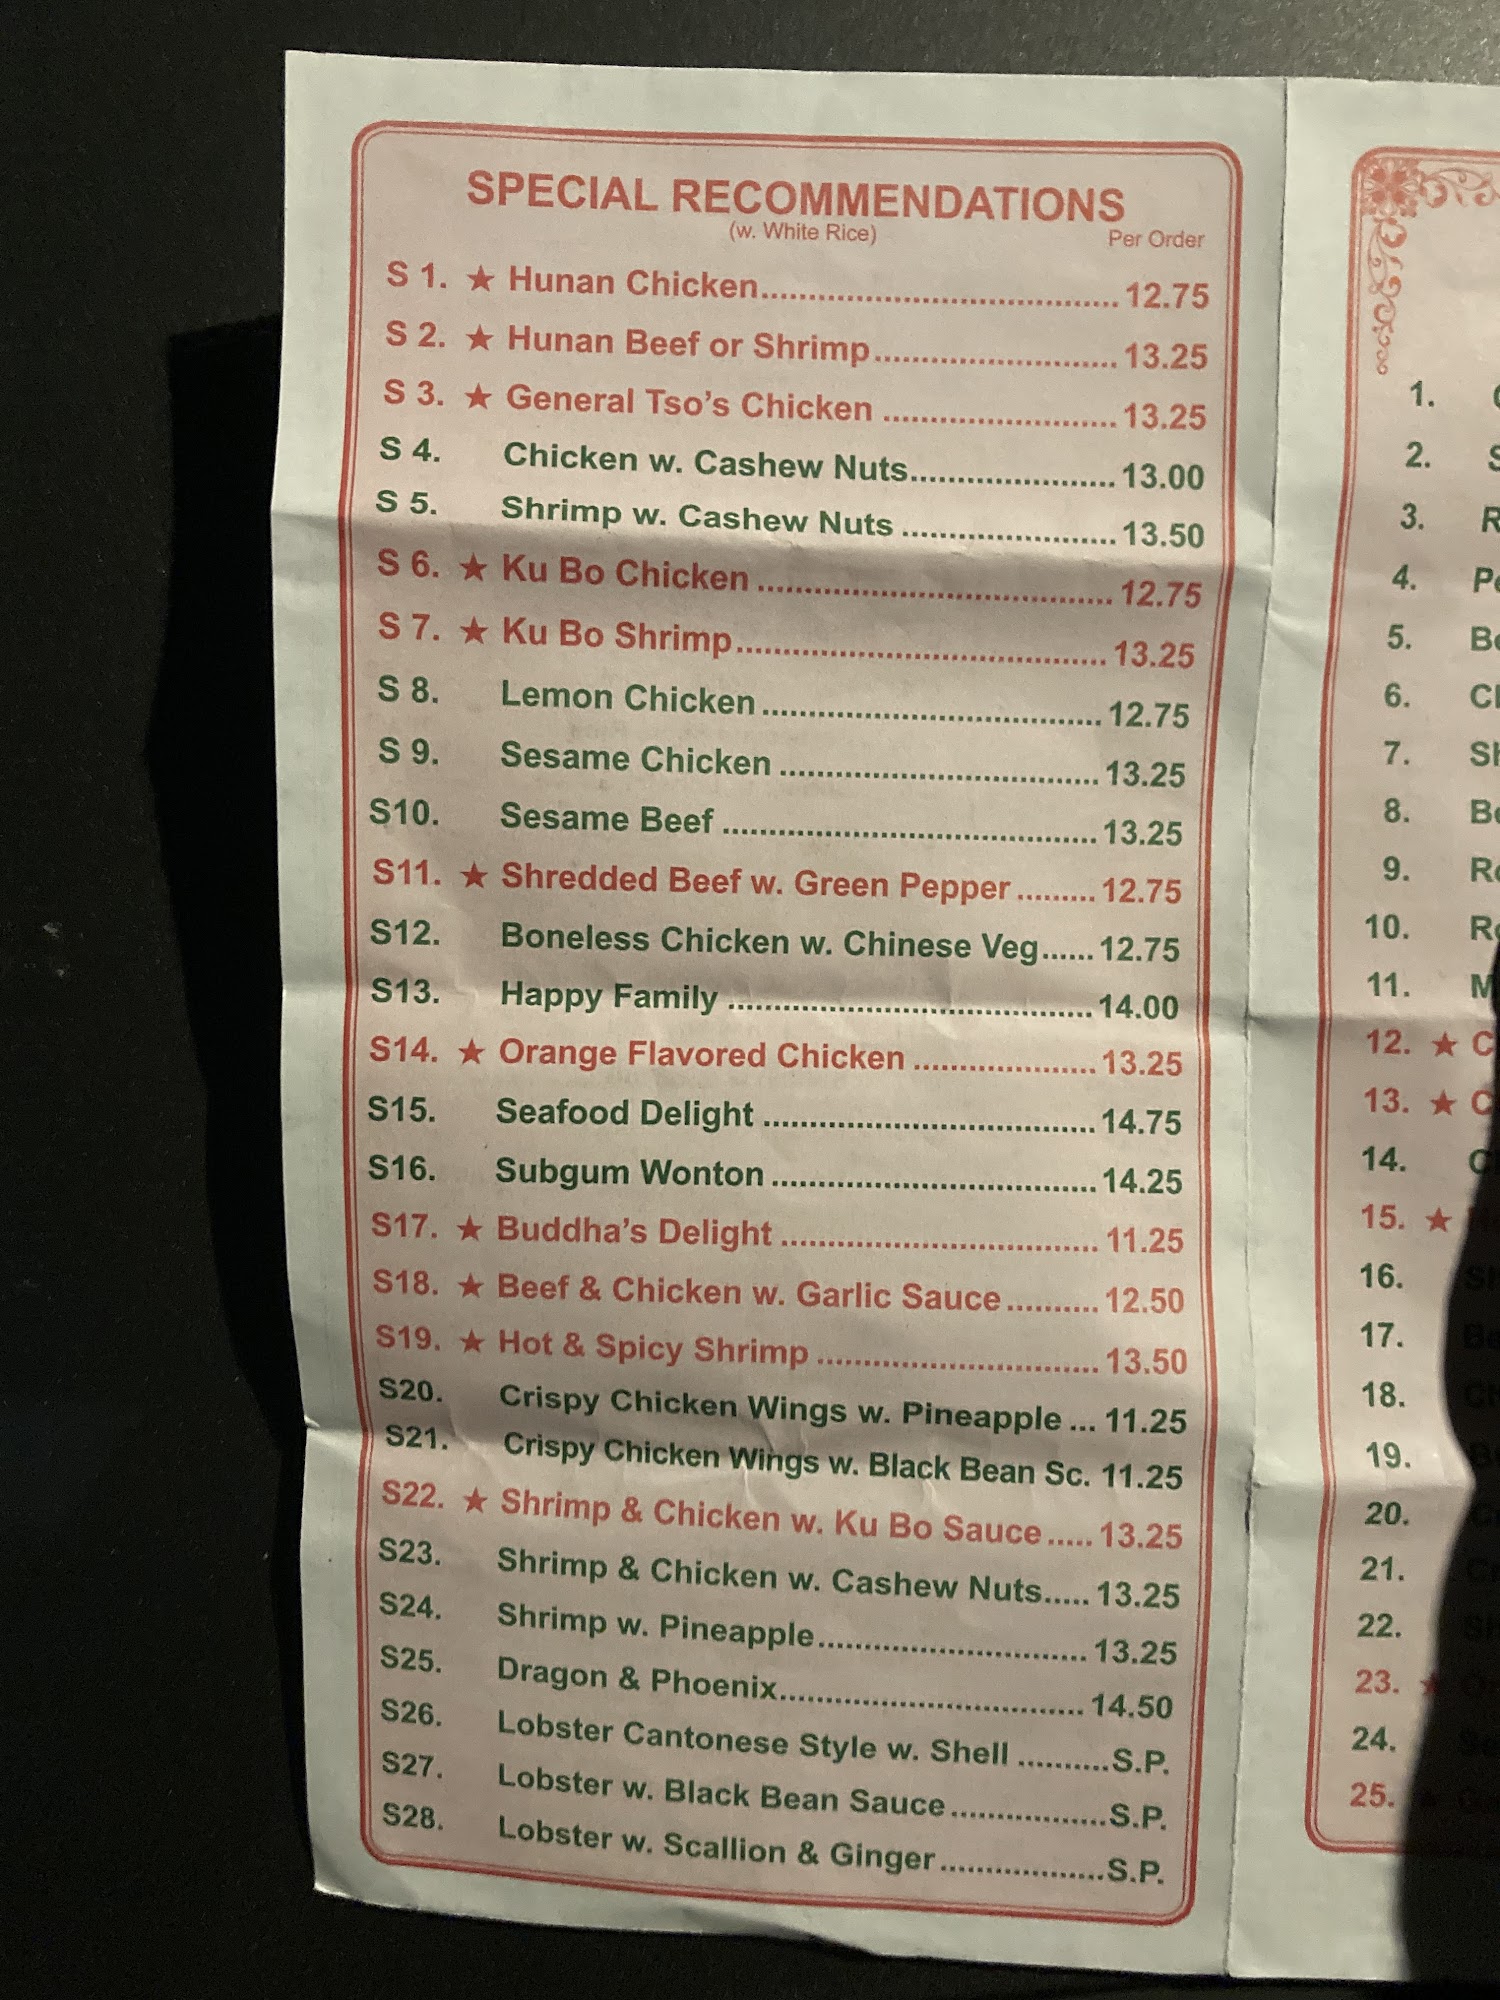 SPECIAL RECOMMENDATIONS
(w. White Rice)
Per Order
S 1. ★ Hunan Chicken 12.75
S 2. ★ Hunan Beef or Shrimp 13.25
S 3. ★ General Tso's Chicken 13.25
S 4. Chicken w. Cashew Nuts 13.00
S 5. Shrimp w. Cashew Nuts 13.50
S 6. ★ Ku Bo Chicken 12.75
S 7. ★ Ku Bo Shrimp 13.25
S 8. Lemon Chicken 12.75
S 9. Sesame Chicken 13.25
S10. Sesame Beef 13.25
S11. ★ Shredded Beef w. Green Pepper 12.75
S12. Boneless Chicken w. Chinese Veg 12.75
S13. Happy Family 14.00
S14. ★ Orange Flavored Chicken 13.25
S15. Seafood Delight 14.75
S16. Subgum Wonton 14.25
S17. ★ Buddha's Delight 11.25
S18. ★ Beef & Chicken w. Garlic Sauce 12.50
S19. ★ Hot & Spicy Shrimp 13.50
S20. Crispy Chicken Wings w. Pineapple ... 11.25
S21. Crispy Chicken Wings w. Black Bean Sc. 11.25
S22. ★ Shrimp & Chicken w. Ku Bo Sauce 13.25
S23. Shrimp & Chicken w. Cashew Nuts 13.25
S24. Shrimp w. Pineapple 13.25
S25. Dragon & Phoenix 14.50
S26. Lobster Cantonese Style w. Shell S.P.
S27. Lobster w. Black Bean Sauce S.P.
S28. Lobster w. Scallion & Ginger S.P.
1.
2.
3.
4.
5.
6.
7.
8.
9.
10.
11.
12. ★
13. ★
14.
15. ★
16.
17.
18.
19.
20.
21.
22.
23. ★
24.
25.